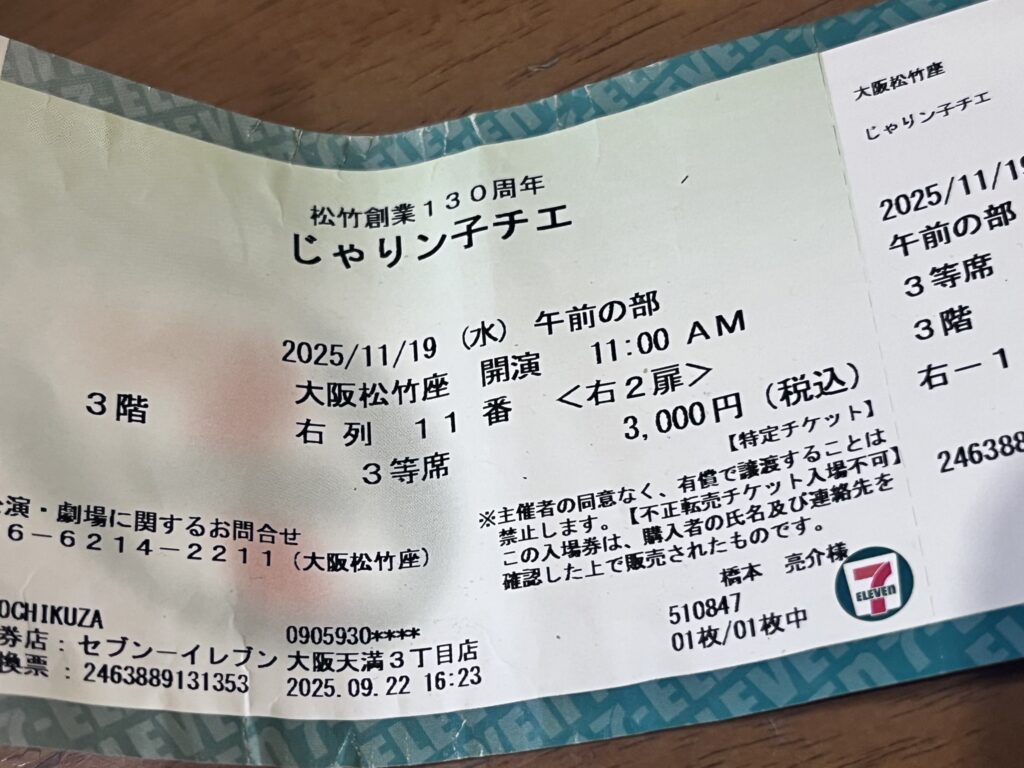 松竹創業１３０周年
じゃりン子チエ
2025/11/19（水）午前の部
大阪松竹座　開演　11:00 AM
３階
右 列　１１ 番　＜右２扉＞
３等席
3,000円（税込）
【特定チケット】
※主催者の同意なく、有償で譲渡することは
禁止します。【不正転売チケット入場不可】
この入場券は、購入者の氏名及び連絡先を
確認した上で販売されたものです。
演・劇場に関するお問合せ
６－６２１４－２２１１（大阪松竹座）
橋本　亮介様
510847
01枚/01枚中
OCHIKUZA
券店：セブンーイレブン
換票：2463889131353
0905930****
大阪天満３丁目店
2025.09.22 16:23
7
ELEVEN
大阪松竹座
じゃりン子チエ
2025/11/19
午前の部
３等席
３階
右－１
246388
7-ELEVEN